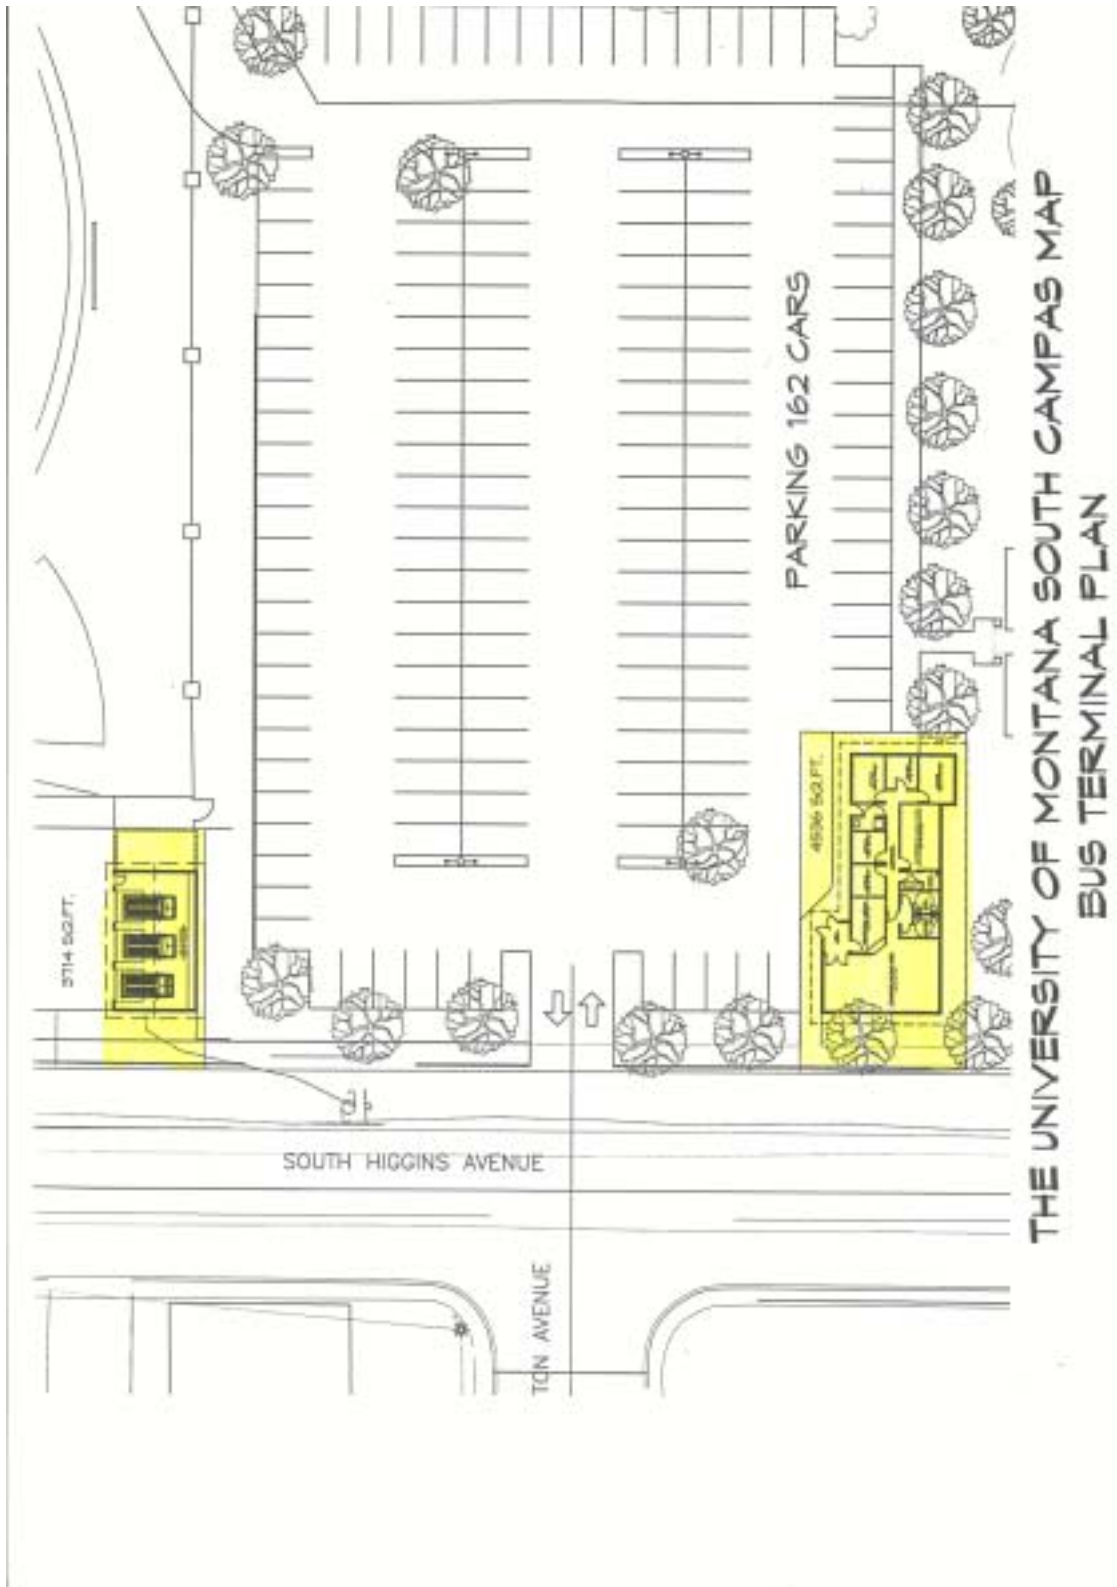 THE UNIVERSITY OF MONTANA SOUTH CAMPAS MAP
BUS TERMINAL PLAN
PARKING 162 CARS
3714 SQ.FT.
4536 SQ.FT.
SOUTH HIGGINS AVENUE
TON AVENUE